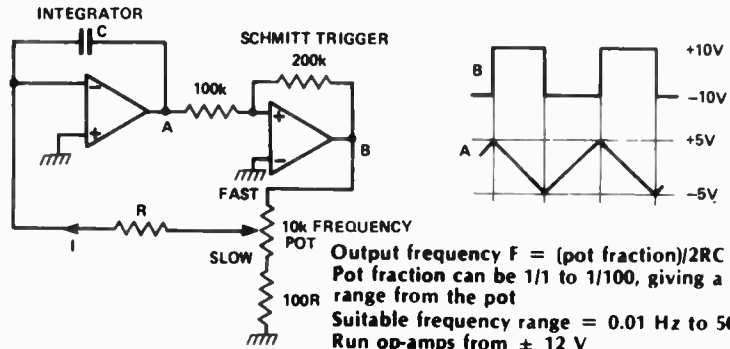 INTEGRATOR
C
SCHMITT TRIGGER
200k
100k
A
B
FAST
R
I
10k FREQUENCY
POT
SLOW
100R
B
+10V
-10V
A
+5V
-5V
Output frequency F = (pot fraction)/2RC
Pot fraction can be 1/1 to 1/100, giving a
range from the pot
Suitable frequency range = 0.01 Hz to
Run op-amps from ± 12 V